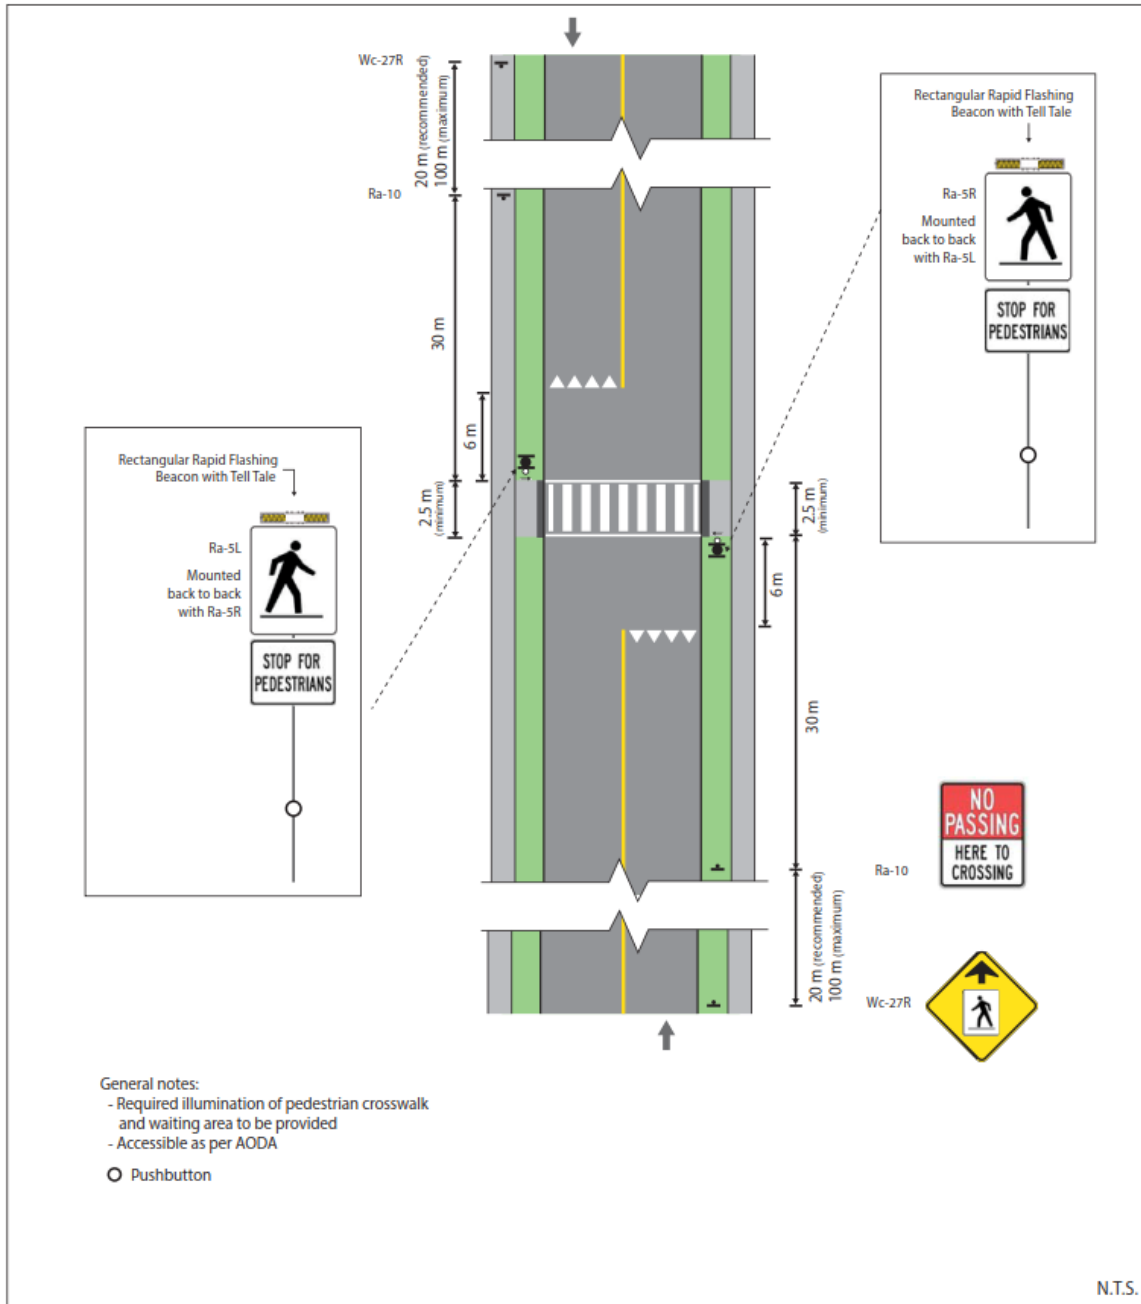 Wc-27R
20 m (recommended)
100 m (maximum)
Ra-10
30 m
6 m
2.5 m
(minimum)
Rectangular Rapid Flashing
Beacon with Tell Tale
Ra-5R
Mounted
back to back
with Ra-5L
STOP FOR
PEDESTRIANS
Rectangular Rapid Flashing
Beacon with Tell Tale
Ra-5L
Mounted
back to back
with Ra-5R
STOP FOR
PEDESTRIANS
2.5 m
(minimum)
6 m
30 m
20 m (recommended)
100 m (maximum)
Ra-10
NO
PASSING
HERE TO
CROSSING
Wc-27R
General notes:
- Required illumination of pedestrian crosswalk
and waiting area to be provided
- Accessible as per AODA
Pushbutton
N.T.S.